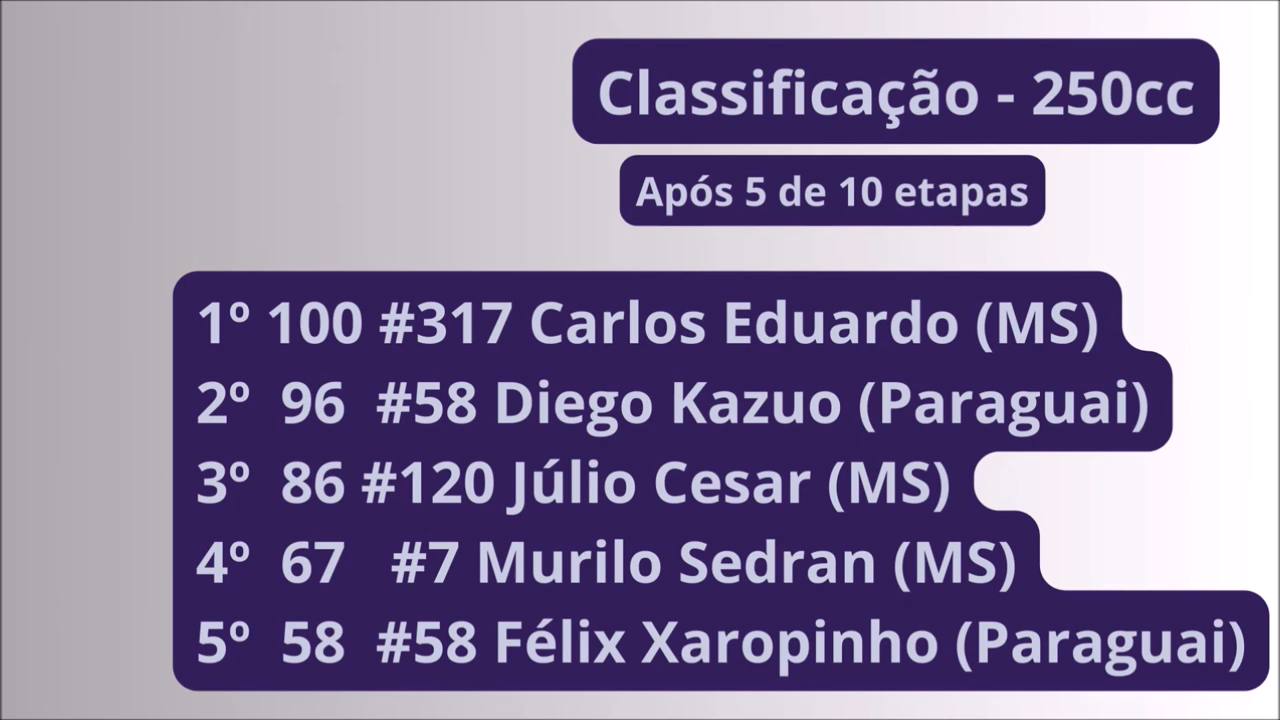 Classificação - 250cc
Após 5 de 10 etapas
1º 100 #317 Carlos Eduardo (MS)
2º 96 #58 Diego Kazuo (Paraguai)
3º 86 #120 Júlio Cesar (MS)
4º 67 #7 Murilo Sedran (MS)
5º 58 #58 Félix Xaropinho (Paraguai)